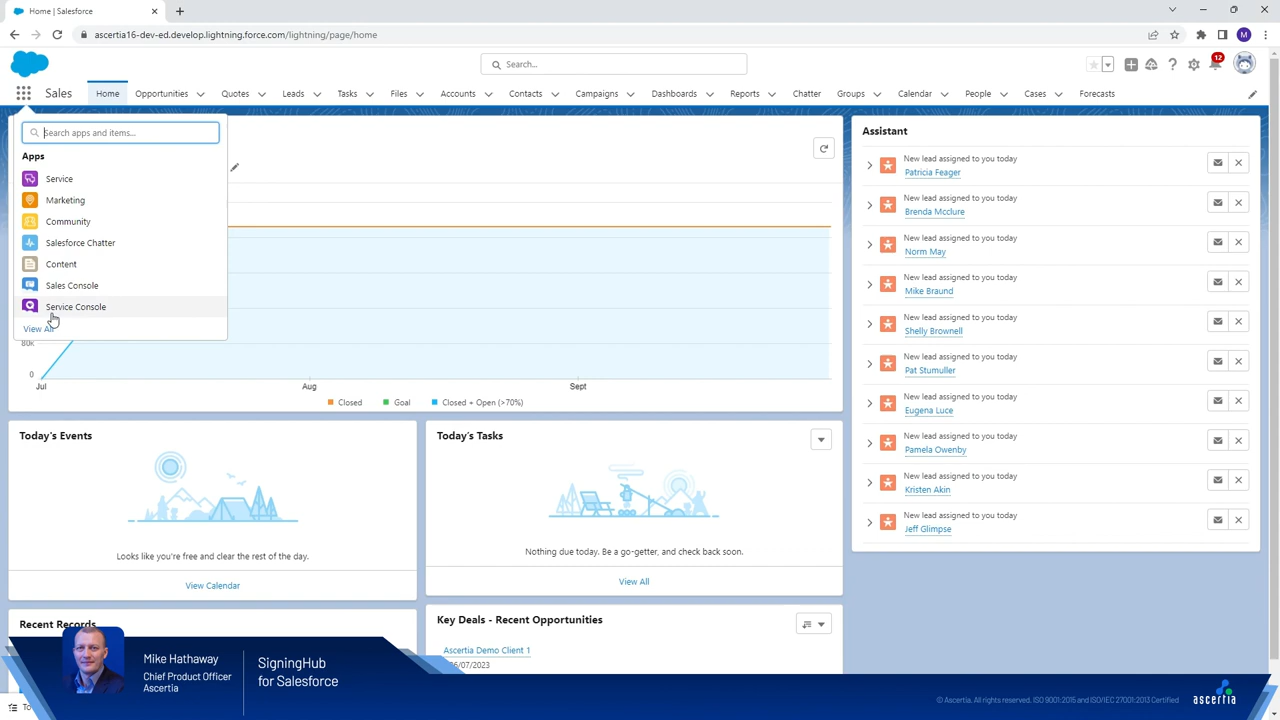 Home | Salesforce
ascertia16-dev-ed.develop.lightning.force.com/lightning/page/home
M
Search...
12
Sales
Home
Opportunities
Quotes
Leads
Tasks
Files
Accounts
Contacts
Campaigns
Dashboards
Reports
Chatter
Groups
Calendar
People
Cases
Forecasts
Search apps and items...
Apps
Service
Marketing
Community
Salesforce Chatter
Content
Sales Console
Service Console
View All
80k
0
Jul
Aug
Sept
Closed
Goal
Closed + Open (>70%)
Today's Events
Looks like you're free and clear the rest of the day.
View Calendar
Today's Tasks
Nothing due today. Be a go-getter, and check back soon.
View All
Recent Records
Key Deals - Recent Opportunities
Ascertia Demo Client 1
06/07/2023
Assistant
New lead assigned to you today
Patricia Feager
New lead assigned to you today
Brenda Mcclure
New lead assigned to you today
Norm May
New lead assigned to you today
Mike Braund
New lead assigned to you today
Shelly Brownell
New lead assigned to you today
Pat Stumuller
New lead assigned to you today
Eugena Luce
New lead assigned to you today
Pamela Owenby
New lead assigned to you today
Kristen Akin
New lead assigned to you today
Jeff Glimpse
To
Mike Hathaway
Chief Product Officer
Ascertia
SigningHub
for Salesforce
© Ascertia. All rights reserved. ISO 9001:2015 and ISO/IEC 27001:2013 Certified
ascertia